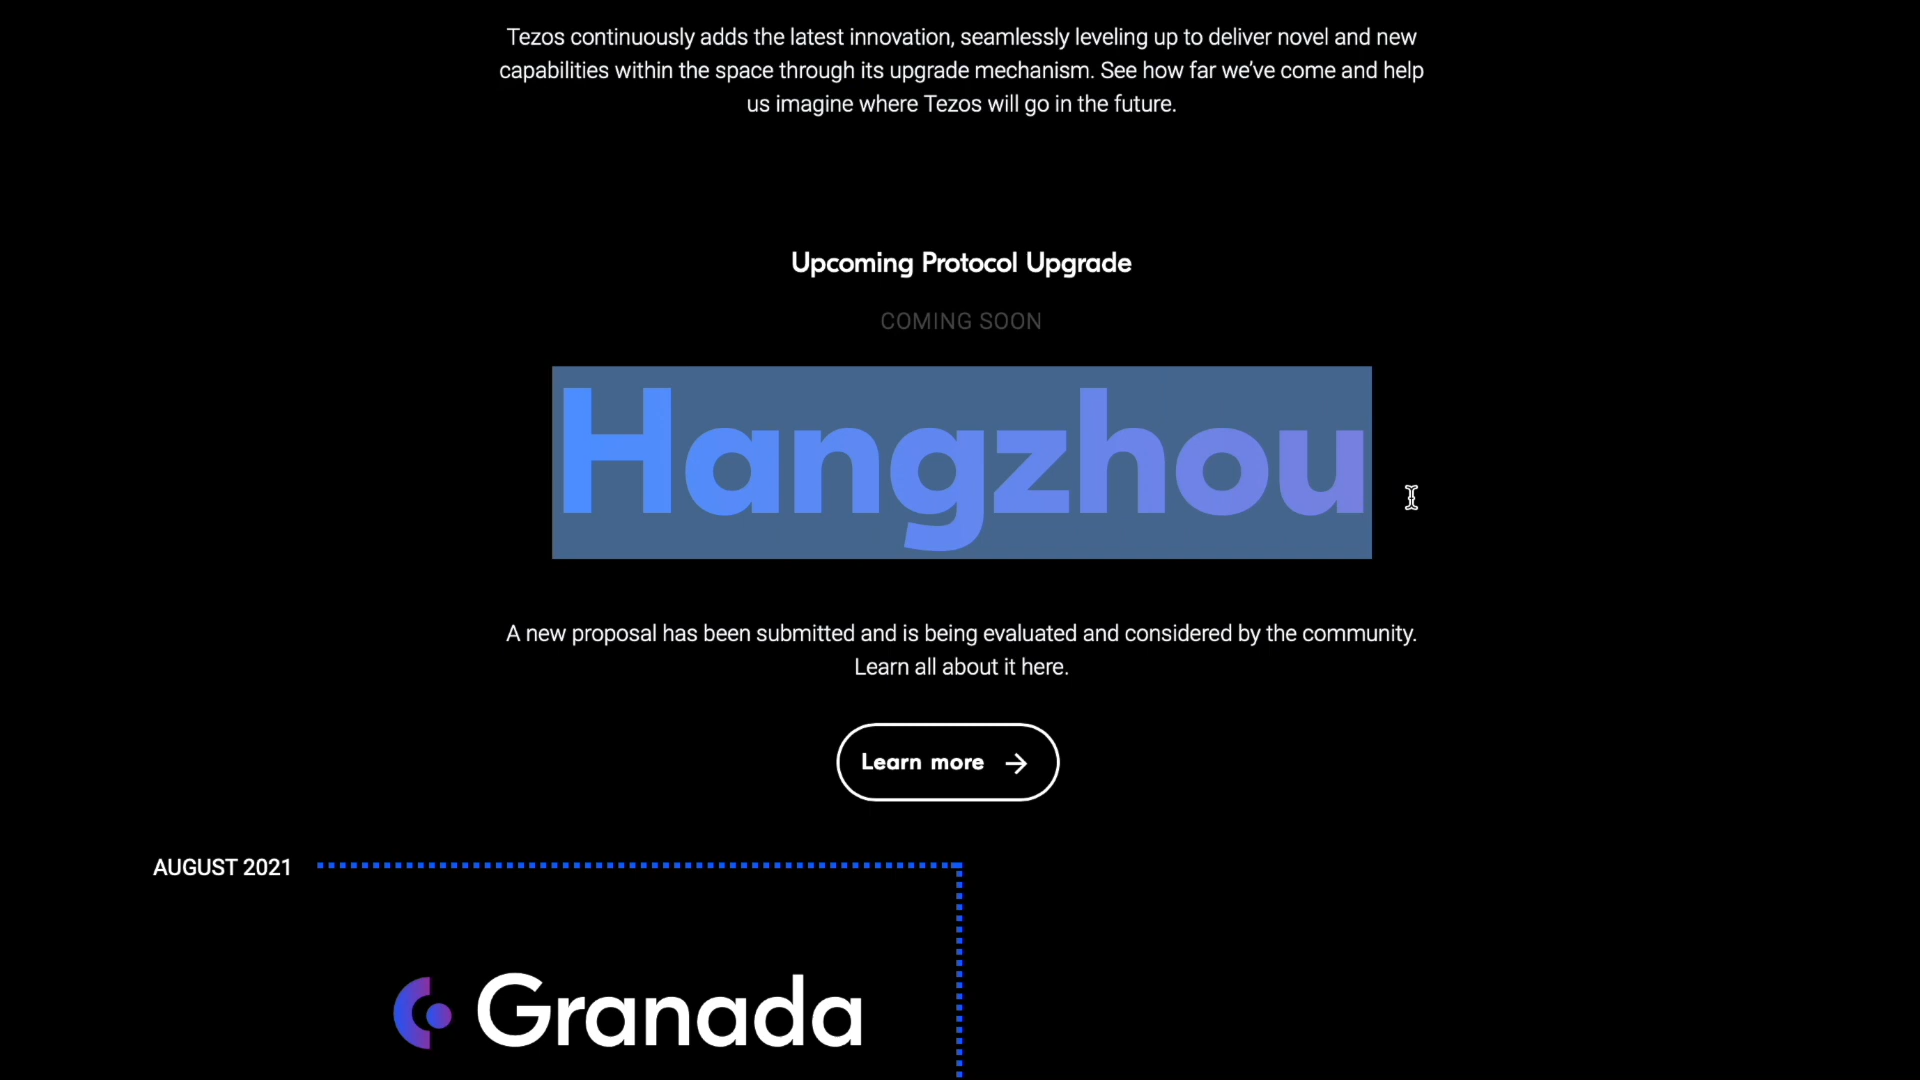 Tezos continuously adds the latest innovation, seamlessly leveling up to deliver novel and new
capabilities within the space through its upgrade mechanism. See how far we’ve come and help
us imagine where Tezos will go in the future.
Upcoming Protocol Upgrade
COMING SOON
Hangzhou
A new proposal has been submitted and is being evaluated and considered by the community.
Learn all about it here.
Learn more
AUGUST 2021
Granada